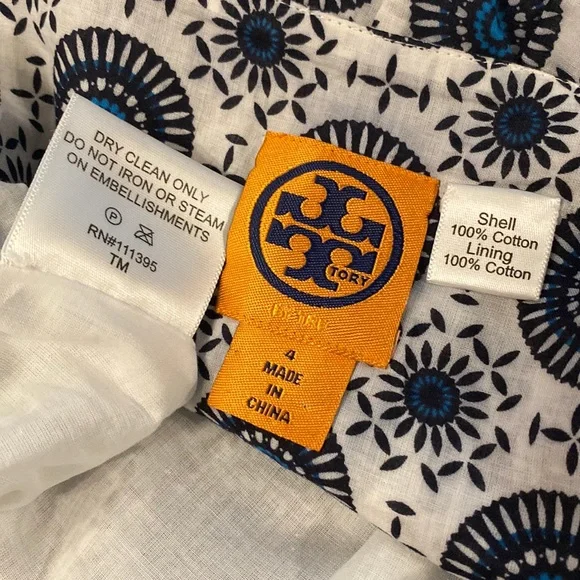 DRY CLEAN ONLY
DO NOT IRON OR STEAM
ON EMBELLISHMENTS
P
RN#111395
TM
TORY
4
MADE
IN
CHINA
Shell
100% Cotton
Lining
100% Cotton